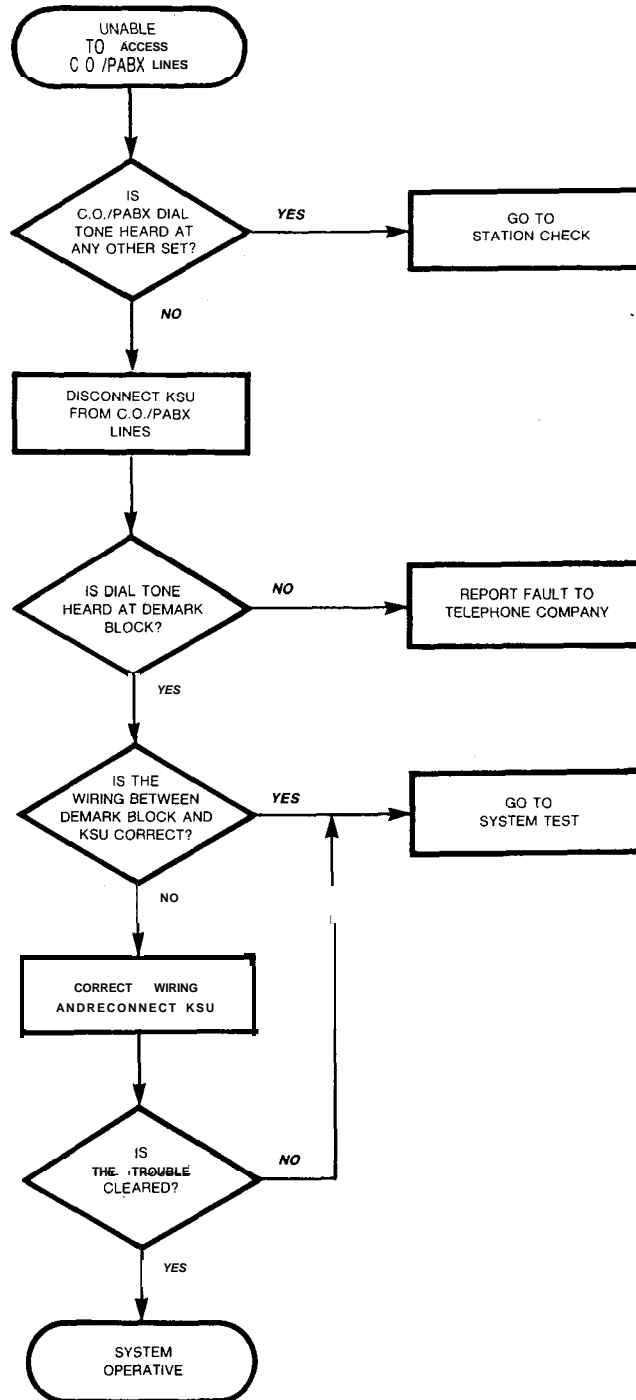 UNABLE
TO ACCESS
C O /PABX LINES
IS
C.O./PABX DIAL
TONE HEARD AT
ANY OTHER SET?
YES
GO TO
STATION CHECK
NO
DISCONNECT KSU
FROM C.O./PABX
LINES
IS DIAL TONE
HEARD AT DEMARK
BLOCK?
NO
REPORT FAULT TO
TELEPHONE COMPANY
YES
IS THE
WIRING BETWEEN
DEMARK BLOCK AND
KSU CORRECT?
YES
GO TO
SYSTEM TEST
NO
CORRECT WIRING
ANDRECONNECT KSU
IS
THE TROUBLE
CLEARED?
NO
YES
SYSTEM
OPERATIVE